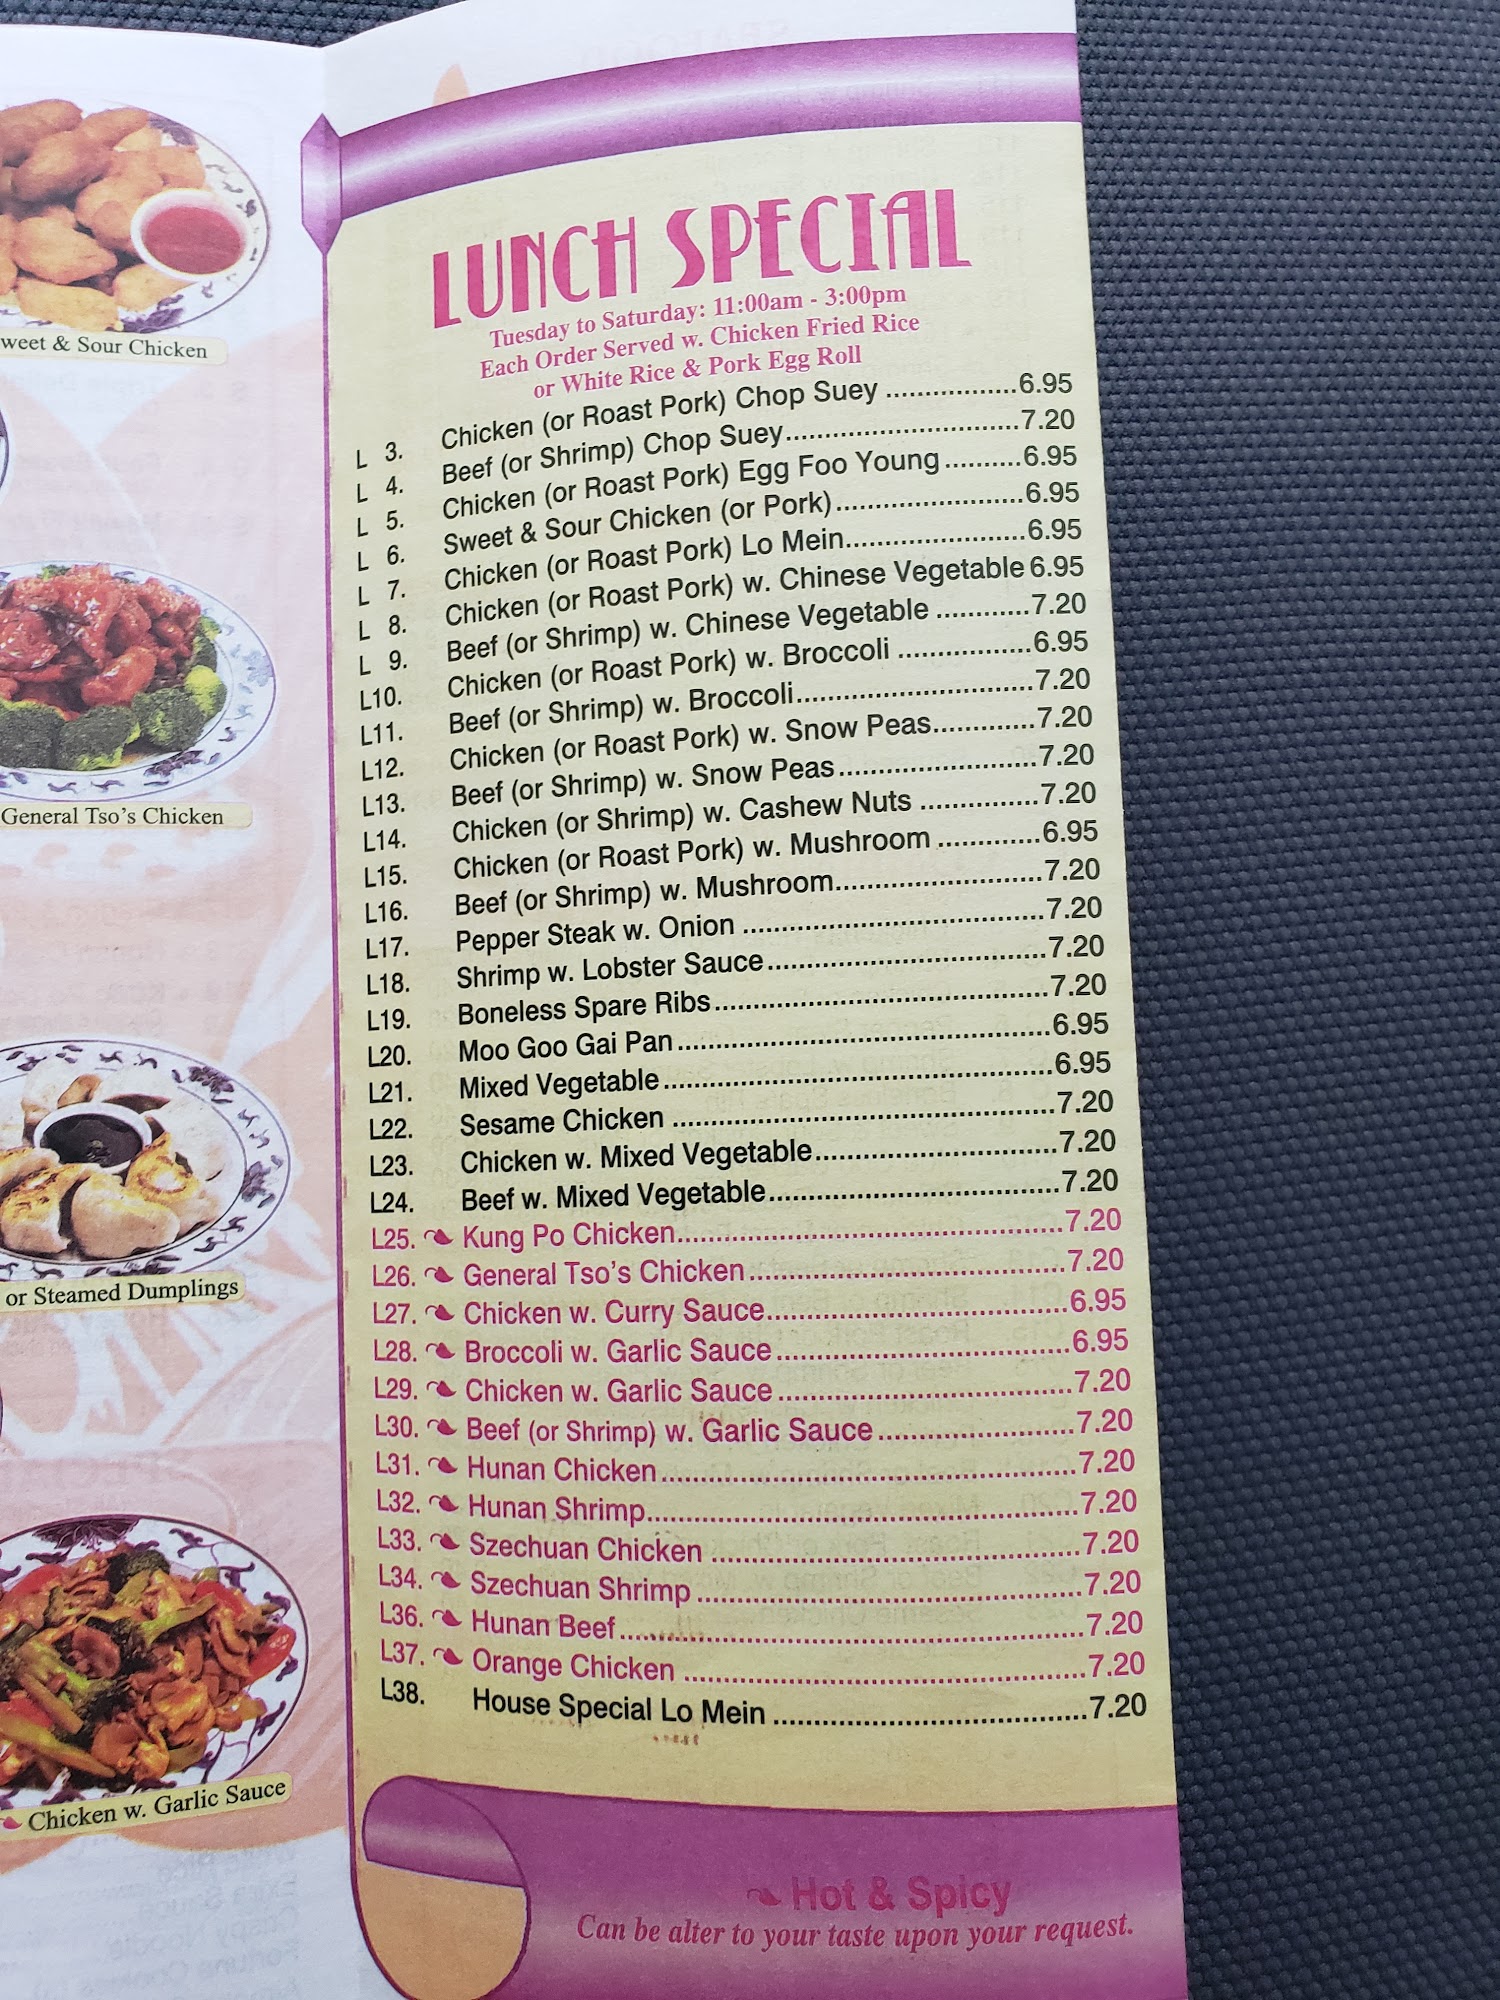 LUNCH SPECIAL
Tuesday to Saturday: 11:00am - 3:00pm
Each Order Served w. Chicken Fried Rice
or White Rice & Pork Egg Roll
L 3. Chicken (or Roast Pork) Chop Suey ................6.95
L 4. Beef (or Shrimp) Chop Suey.............................7.20
L 5. Chicken (or Roast Pork) Egg Foo Young..........6.95
L 6. Sweet & Sour Chicken (or Pork)........................6.95
L 7. Chicken (or Roast Pork) Lo Mein.......................6.95
L 8. Chicken (or Roast Pork) w. Chinese Vegetable 6.95
L 9. Beef (or Shrimp) w. Chinese Vegetable ............7.20
L10. Chicken (or Roast Pork) w. Broccoli .................6.95
L11. Beef (or Shrimp) w. Broccoli..............................7.20
L12. Chicken (or Roast Pork) w. Snow Peas.............7.20
L13. Beef (or Shrimp) w. Snow Peas.........................7.20
L14. Chicken (or Shrimp) w. Cashew Nuts ...............7.20
L15. Chicken (or Roast Pork) w. Mushroom .............6.95
L16. Beef (or Shrimp) w. Mushroom..........................7.20
L17. Pepper Steak w. Onion ......................................7.20
L18. Shrimp w. Lobster Sauce...................................7.20
L19. Boneless Spare Ribs..........................................7.20
L20. Moo Goo Gai Pan...............................................6.95
L21. Mixed Vegetable.................................................6.95
L22. Sesame Chicken ................................................7.20
L23. Chicken w. Mixed Vegetable...............................7.20
L24. Beef w. Mixed Vegetable.....................................7.20
L25. Kung Po Chicken.................................................7.20
L26. General Tso's Chicken........................................7.20
L27. Chicken w. Curry Sauce......................................6.95
L28. Broccoli w. Garlic Sauce.....................................6.95
L29. Chicken w. Garlic Sauce.....................................7.20
L30. Beef (or Shrimp) w. Garlic Sauce.........................7.20
L31. Hunan Chicken....................................................7.20
L32. Hunan Shrimp......................................................7.20
L33. Szechuan Chicken ...............................................7.20
L34. Szechuan Shrimp .................................................7.20
L36. Hunan Beef...........................................................7.20
L37. Orange Chicken ....................................................7.20
L38. House Special Lo Mein ........................................7.20
Hot & Spicy
Can be alter to your taste upon your request.
weet & Sour Chicken
General Tso's Chicken
or Steamed Dumplings
Chicken w. Garlic Sauce